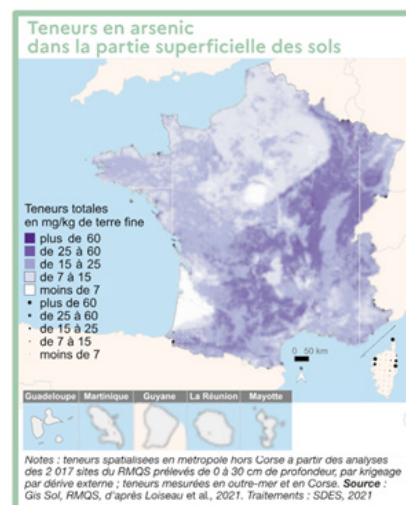 Teneurs en arsenic
dans la partie superficielle des sols
Teneurs totales
en mg/kg de terre fine
plus de 60
de 25 à 60
de 15 à 25
de 7 à 15
moins de 7
plus de 60
de 25 à 60
de 15 à 25
de 7 à 15
moins de 7
0 50 km
Guadeloupe Martinique Guyane La Réunion Mayotte
Notes : teneurs spatialisées en métropole hors Corse a partir des analyses
des 2 017 sites du RMQS prélevés de 0 à 30 cm de profondeur, par krigeage
par dérive externe ; teneurs mesurées en outre-mer et en Corse. Source :
Gis Sol, RMQS, d'après Loiseau et al., 2021. Traitements : SDES, 2021